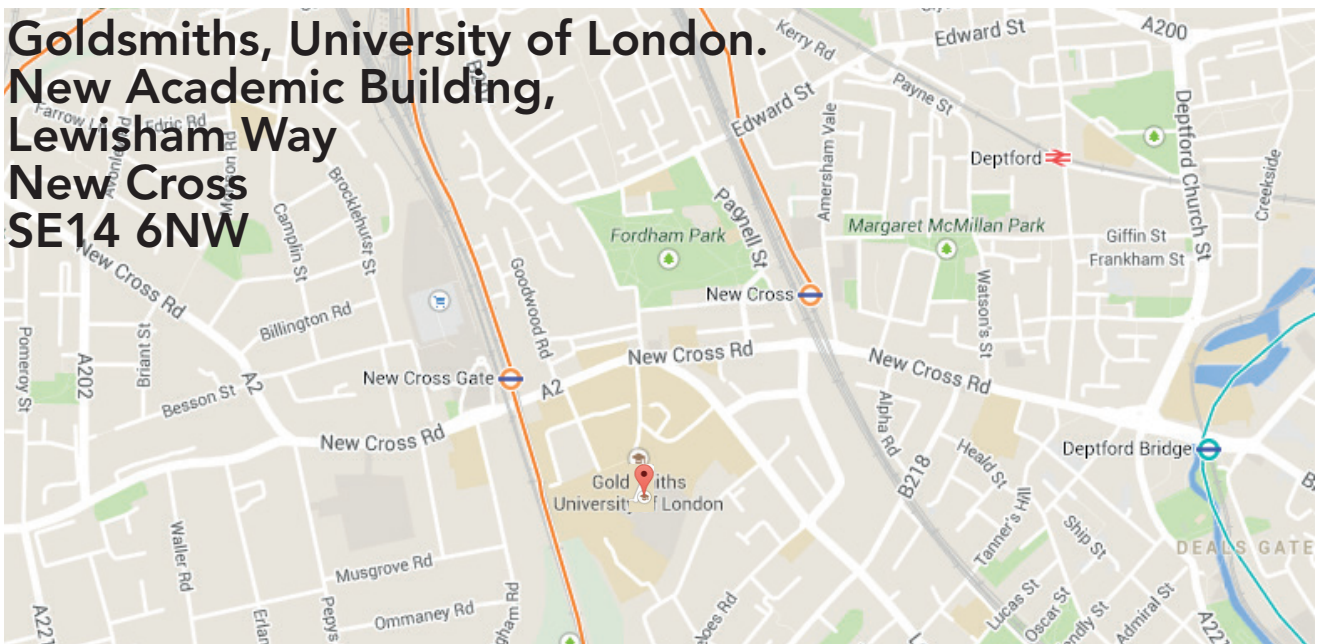 Goldsmiths, University of London.
New Academic Building,
Lewisham Way
New Cross
SE14 6NW
Kerry Rd
Edward St
A200
Payne St
Edward St
Edric Rd
Deptford
Amersham Vale
Deptford Church St
Creekside
Brocklehurst St
Camplin St
Pagnell St
Fordham Park
Margaret McMillan Park
Giffin St
Frankham St
New Cross Rd
Goodwood Rd
New Cross
Watson's St
Billington Rd
Pomeroy St
A202
Briant St
New Cross Rd
New Cross Rd
A2
New Cross Gate
A2
Besson St
Alpha Rd
New Cross Rd
Deptford Bridge
Heald St
B218
Gold iths
University of London
Tanner's Hill
Ship St
DEALS GATE
Waller Rd
Musgrove Rd
Ommaney Rd
Pepys
Lucas St
Oscar St
Admiral St